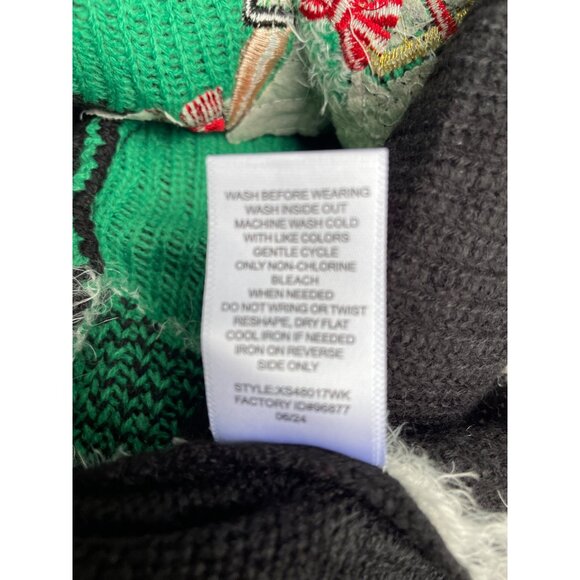 WASH BEFORE WEARING
WASH INSIDE OUT
MACHINE WASH COLD
WITH LIKE COLORS
GENTLE CYCLE
ONLY NON-CHLORINE
BLEACH
WHEN NEEDED
DO NOT WRING OR TWIST
RESHAPE, DRY FLAT
COOL IRON IF NEEDED
IRON ON REVERSE
SIDE ONLY
STYLE:XS48017WK
FACTORY ID#96877
06/24